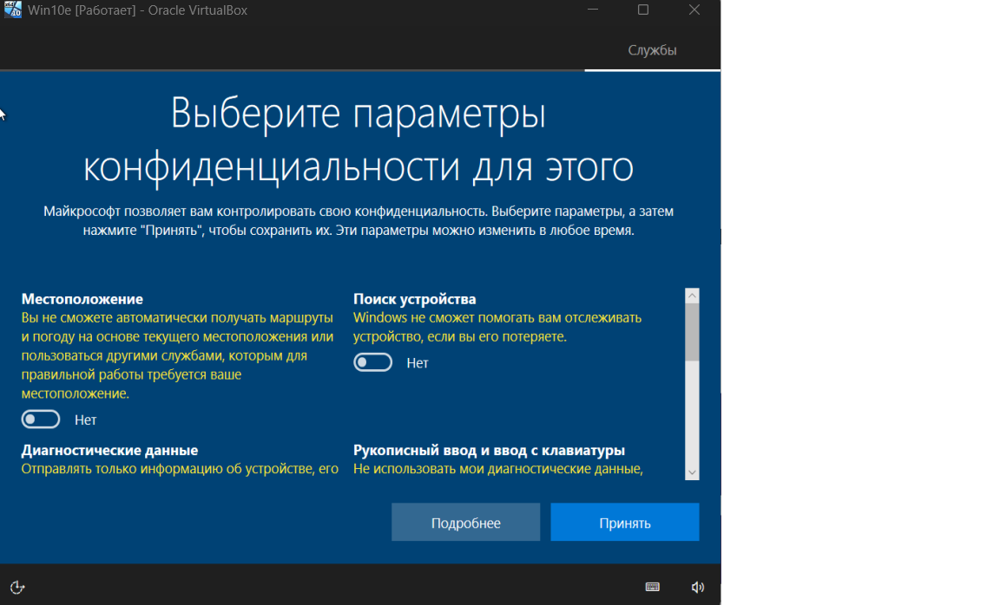 Win10e [Работает] - Oracle VirtualBox
Службы
Выберите параметры
конфиденциальности для этого
Майкрософт позволяет вам контролировать свою конфиденциальность. Выберите параметры, а затем
нажмите "Принять", чтобы сохранить их. Эти параметры можно изменить в любое время.
Местоположение
Вы не сможете автоматически получать маршруты
и погоду на основе текущего местоположения или
пользоваться другими службами, которым для
правильной работы требуется ваше
местоположение.
Нет
Поиск устройства
Windows не сможет помогать вам отслеживать
устройство, если вы его потеряете.
Нет
Диагностические данные
Отправлять только информацию об устройстве, его
Рукописный ввод и ввод с клавиатуры
Не использовать мои диагностические данные,
Подробнее
Принять